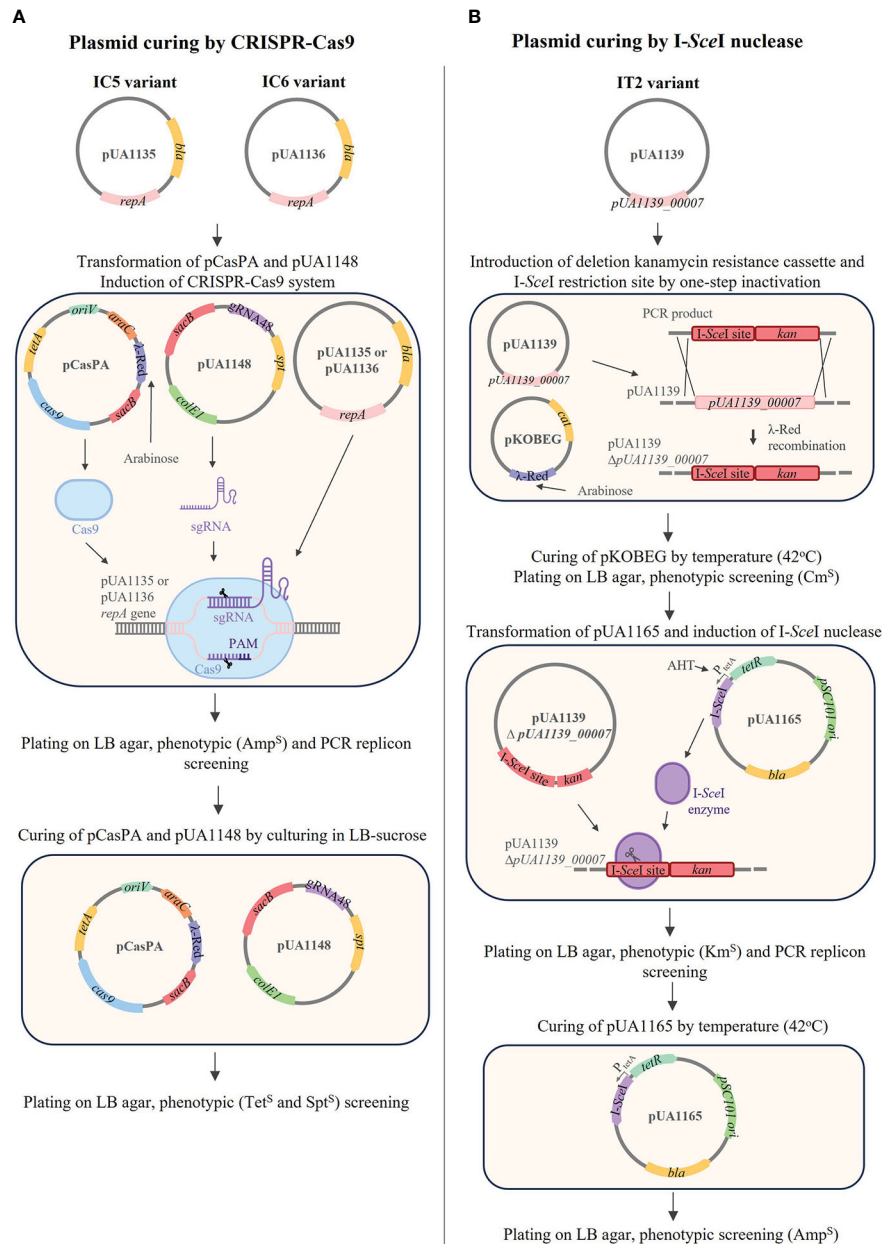 A
Plasmid curing by CRISPR-Cas9
IC5 variant
IC6 variant
pUA1135
bla
repA
pUA1136
bla
repA
Transformation of pCasPA and pUA1148
Induction of CRISPR-Cas9 system
oriV
araC
tetA
λ-Red
pCasPA
cas9
sacB
sacB
gRNA48
pUA1148
spt
colE1
pUA1135 or
pUA1136
bla
repA
Arabinose
Cas9
sgRNA
pUA1135 or
pUA1136
repA gene
sgRNA
PAM
Cas9
Plating on LB agar, phenotypic (Ampˢ) and PCR replicon
screening
Curing of pCasPA and pUA1148 by culturing in LB-sucrose
oriV
araC
tetA
λ-Red
pCasPA
cas9
sacB
sacB
gRNA48
pUA1148
spt
colE1
Plating on LB agar, phenotypic (Tetˢ and Sptˢ) screening
B
Plasmid curing by I-SceI nuclease
IT2 variant
pUA1139
pUA1139_00007
Introduction of deletion kanamycin resistance cassette and
I-SceI restriction site by one-step inactivation
pUA1139
pUA1139_00007
PCR product
I-SceI site
kan
pUA1139
pUA1139_00007
cat
pKOBEG
λ-Red
Arabinose
λ-Red
recombination
pUA1139
ΔpUA1139_00007
I-SceI site
kan
Curing of pKOBEG by temperature (42ºC)
Plating on LB agar, phenotypic screening (Cmˢ)
Transformation of pUA1165 and induction of I-SceI nuclease
pUA1139
Δ pUA1139_00007
I-SceI site
kan
AHT
PtetA
tetR
I-SceI
pUA1165
pSC101 ori
bla
I-SceI
enzyme
pUA1139
ΔpUA1139_00007
I-SceI site
kan
Plating on LB agar, phenotypic (Kmˢ) and PCR replicon
screening
Curing of pUA1165 by temperature (42ºC)
PtetA
tetR
I-SceI
pUA1165
pSC101 ori
bla
Plating on LB agar, phenotypic screening (Ampˢ)